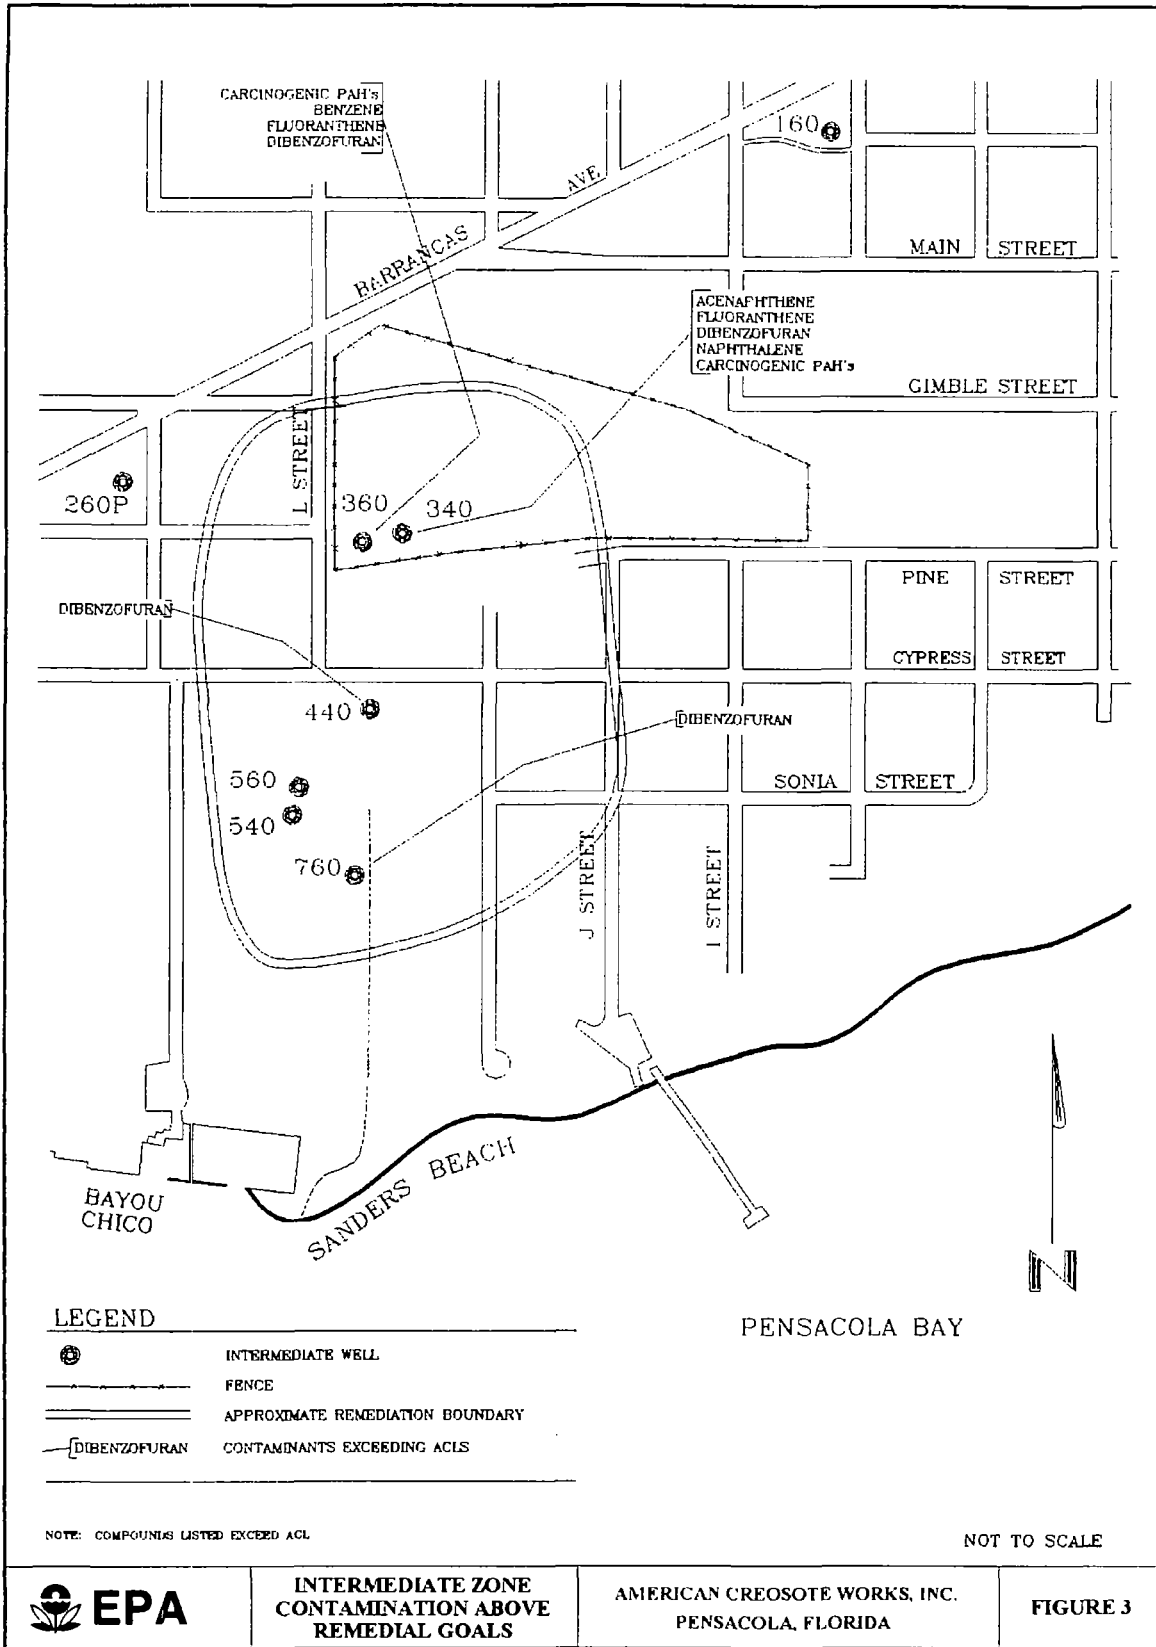 CARCINOGENIC PAH's
BENZENE
FLUORANTHENE
DIBENZOFURAN
160
AVE
BARRANCAS
MAIN STREET
ACENAPHTHENE
FLUORANTHENE
DIBENZOFURAN
NAPHTHALENE
CARCINOGENIC PAH's
GIMBLE STREET
L STREET
260P
360
340
PINE STREET
DIBENZOFURAN
CYPRESS STREET
440
DIBENZOFURAN
560
SONIA STREET
540
760
J STREET
I STREET
SANDERS BEACH
BAYOU
CHICO
N
PENSACOLA BAY
LEGEND
INTERMEDIATE WELL
FENCE
APPROXIMATE REMEDIATION BOUNDARY
DIBENZOFURAN CONTAMINANTS EXCEEDING ACLS
NOTE: COMPOUNDS LISTED EXCEED ACL
NOT TO SCALE
EPA
INTERMEDIATE ZONE
CONTAMINATION ABOVE
REMEDIAL GOALS
AMERICAN CREOSOTE WORKS, INC.
PENSACOLA, FLORIDA
FIGURE 3